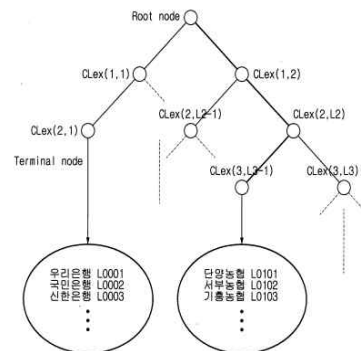 Root node
CLex(1,1)
CLex(1,2)
CLex(2,1)
CLex(2,L2-1)
CLex(2,L2)
Terminal node
CLex(3,L3-1)
CLex(3,L3)
우리은행 L0001
국민은행 L0002
신한은행 L0003
단양농협 L0101
서부농협 L0102
기흥농협 L0103